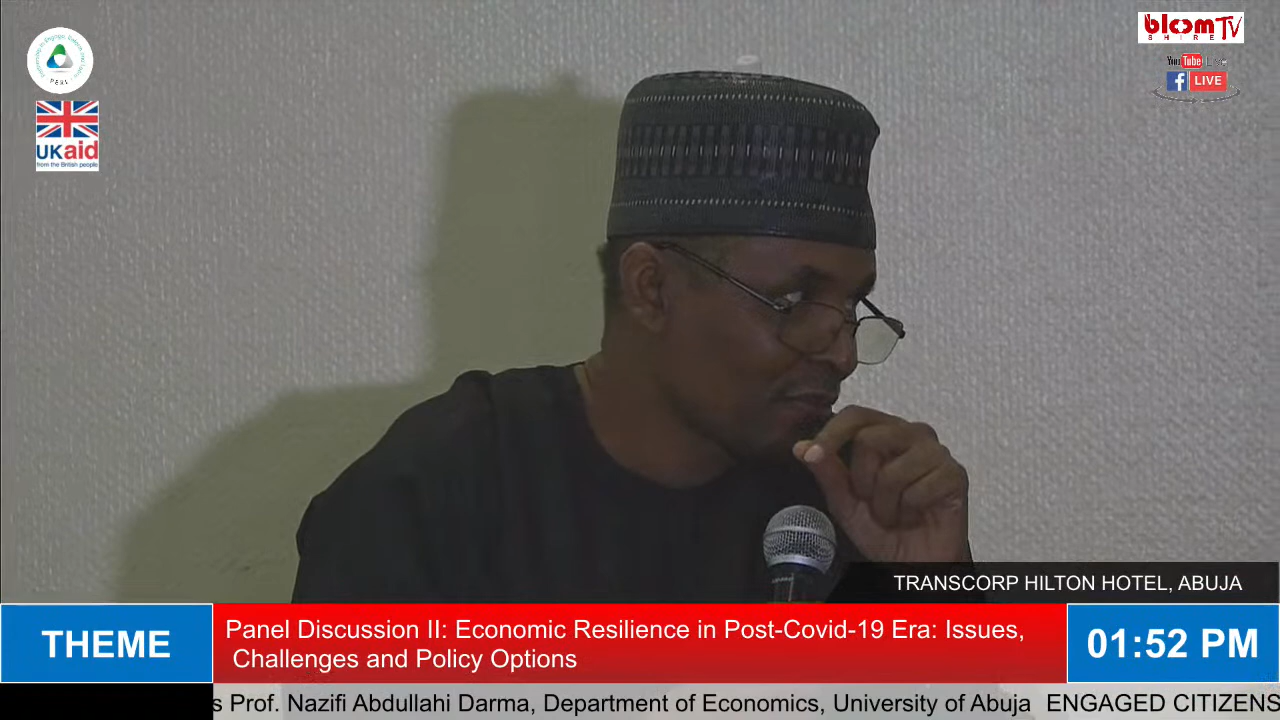 PERL
UKaid
from the British people
bloom TV
SHIRE
YouTube Live
f LIVE
TRANSCORP HILTON HOTEL, ABUJA
THEME
Panel Discussion II: Economic Resilience in Post-Covid-19 Era: Issues,
Challenges and Policy Options
01:52 PM
s Prof. Nazifi Abdullahi Darma, Department of Economics, University of Abuja ENGAGED CITIZENS